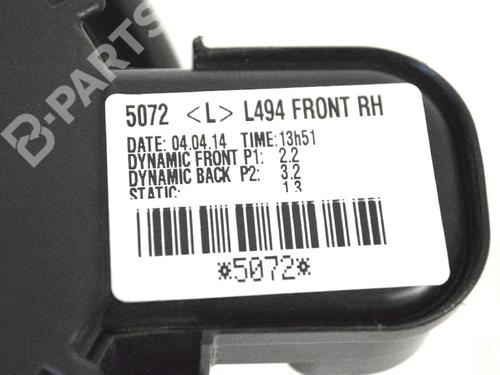 B-PARTS
5072 <L> L494 FRONT RH
DATE: 04.04.14 TIME:13h51
DYNAMIC FRONT P1: 2.2
DYNAMIC BACK P2: 3.2
STATIC: 1.3
*5072*